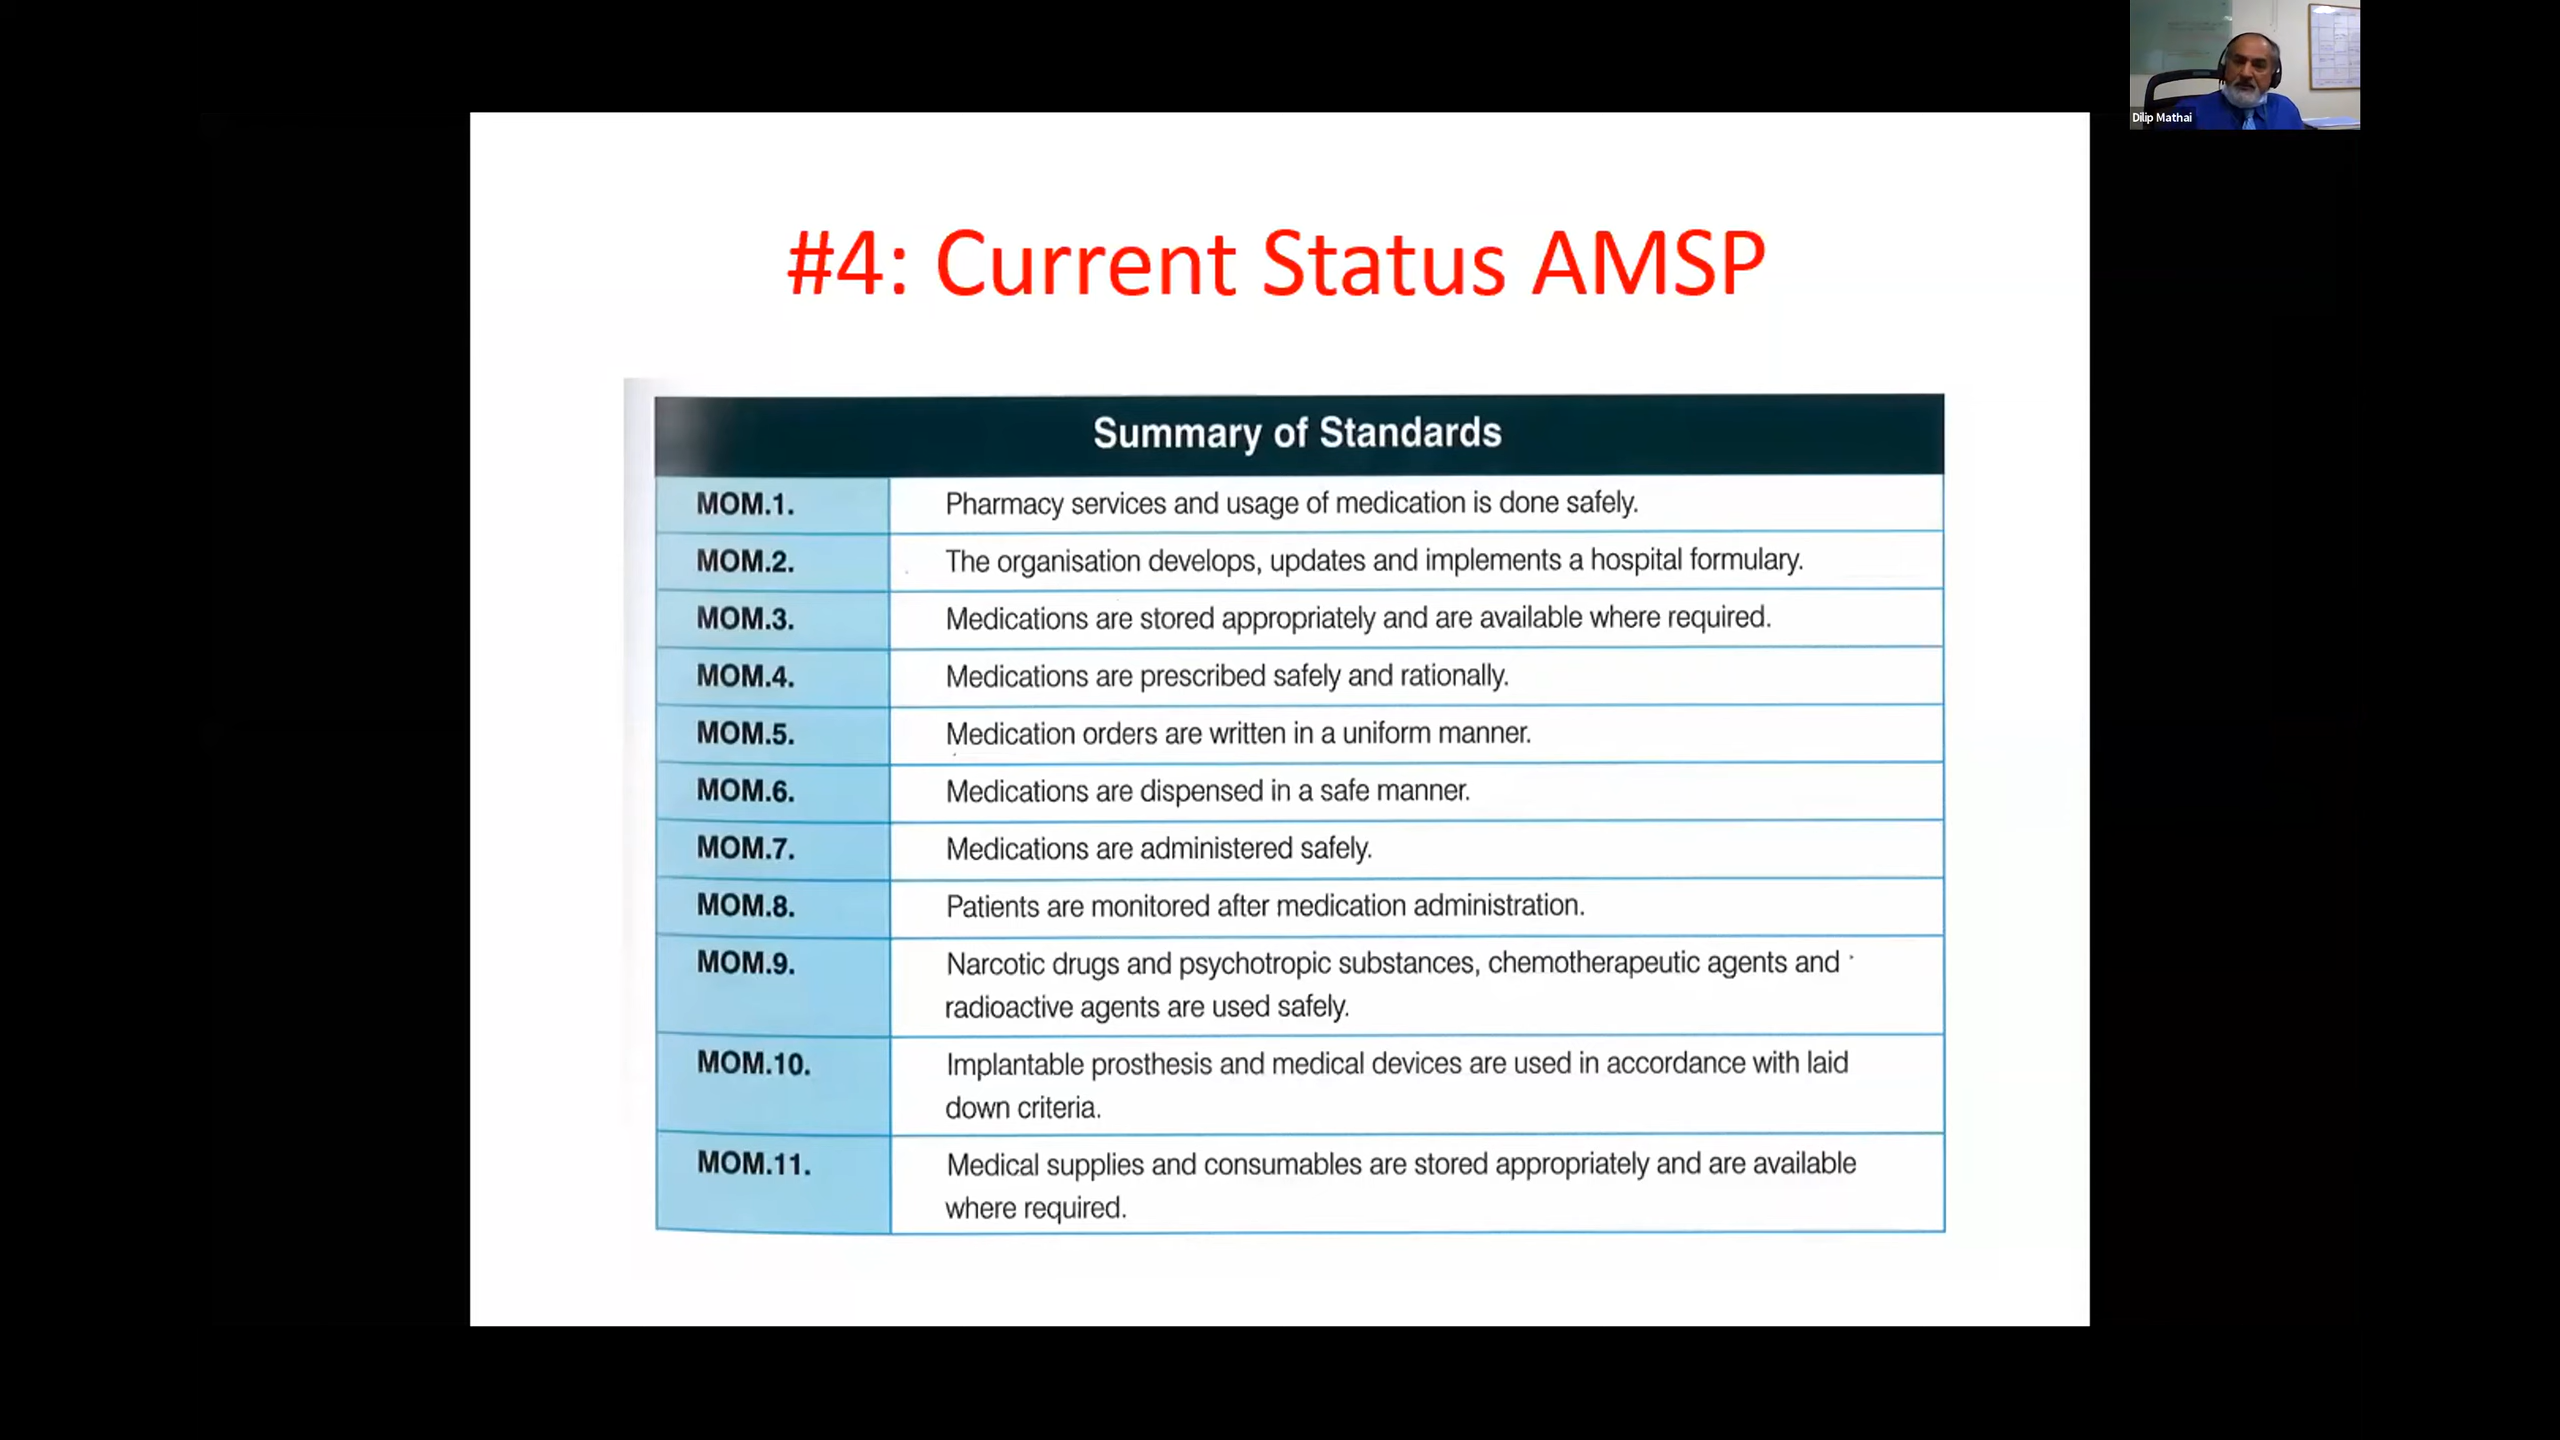 Dilip Mathai
#4: Current Status AMSP
Summary of Standards
MOM.1. Pharmacy services and usage of medication is done safely.
MOM.2. The organisation develops, updates and implements a hospital formulary.
MOM.3. Medications are stored appropriately and are available where required.
MOM.4. Medications are prescribed safely and rationally.
MOM.5. Medication orders are written in a uniform manner.
MOM.6. Medications are dispensed in a safe manner.
MOM.7. Medications are administered safely.
MOM.8. Patients are monitored after medication administration.
MOM.9. Narcotic drugs and psychotropic substances, chemotherapeutic agents and
radioactive agents are used safely.
MOM.10. Implantable prosthesis and medical devices are used in accordance with laid
down criteria.
MOM.11. Medical supplies and consumables are stored appropriately and are available
where required.